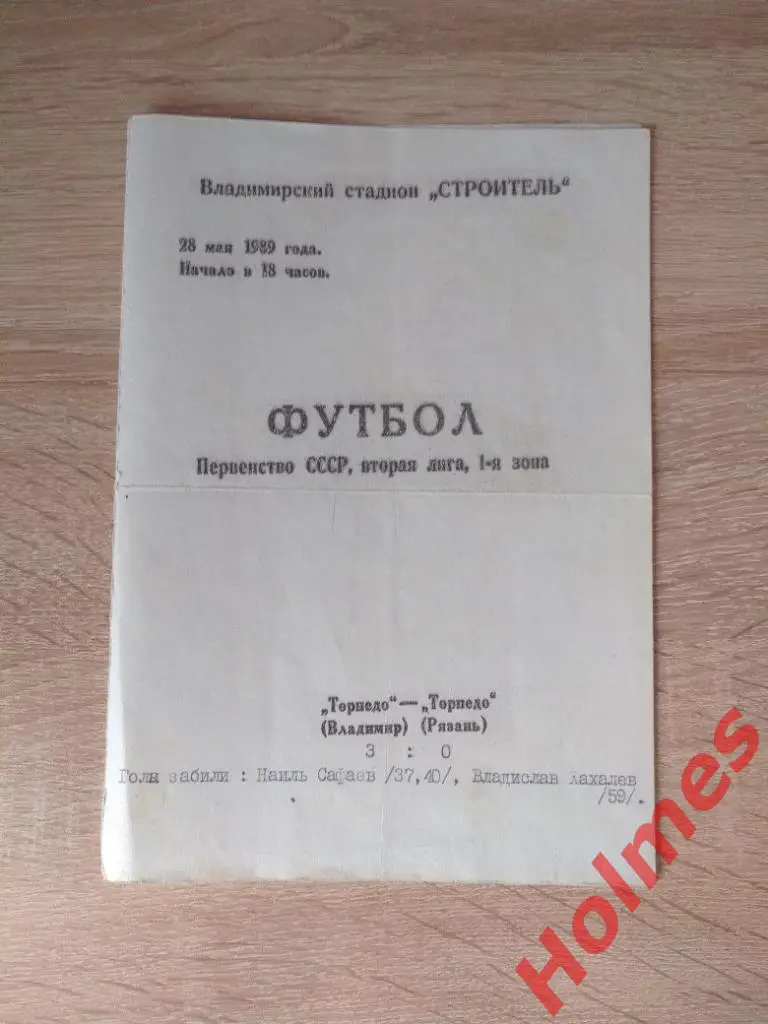 Владимирский стадион „СТРОИТЕЛЬ“
28 мая 1989 года.
Начало в 18 часов.
ФУТБОЛ
Первенство СССР, вторая лига, 1-я зона
„Торпедо“ — „Торпедо“
(Владимир) (Рязань)
3 : 0
Голы забили : Наиль Сафаев /37,40/, Владислав Кахалев
/59/.
Holmes